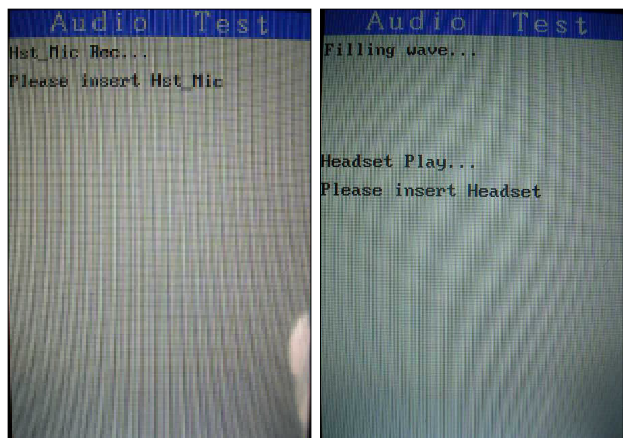 Audio Test
Hst_Mic Rec...
Please insert Hst_Mic
Audio Test
Filling wave...
Headset Play...
Please insert Headset